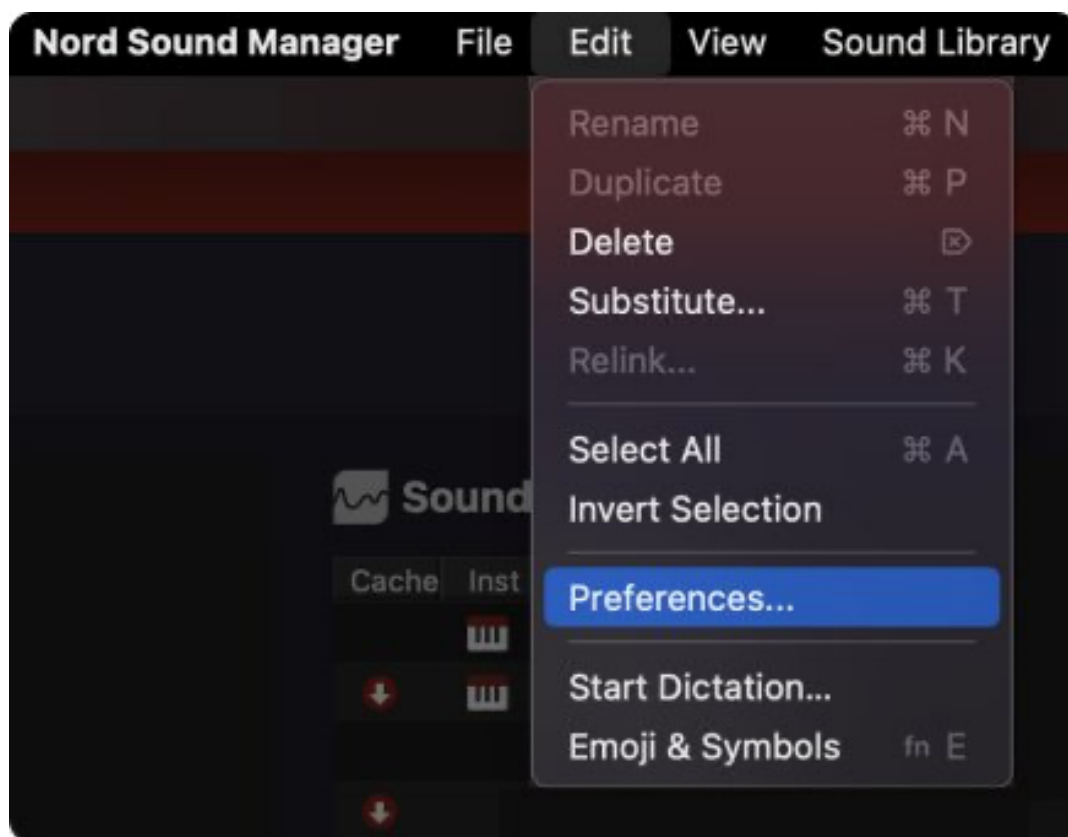 Nord Sound Manager File Edit View Sound Library
Rename ⌘ N
Duplicate ⌘ P
Delete ⌦
Substitute... ⌘ T
Relink... ⌘ K
Select All ⌘ A
Sound
Invert Selection
Cache Inst
Preferences...
Start Dictation...
Emoji & Symbols fn E